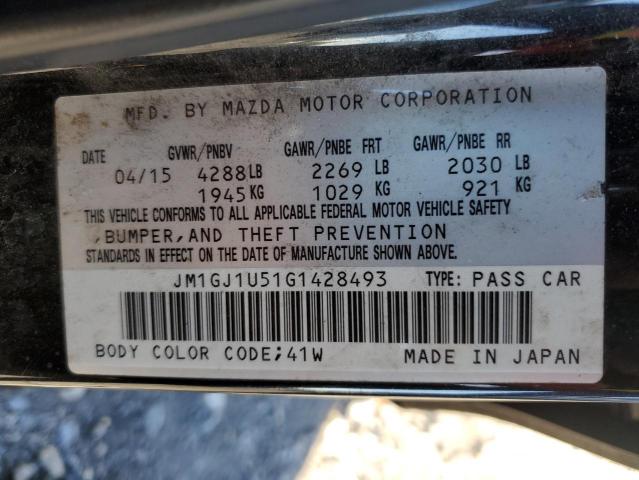 MFD. BY MAZDA MOTOR CORPORATION
DATE GVWR/PNBV GAWR/PNBE FRT GAWR/PNBE RR
04/15 4288LB 2269 LB 2030 LB
1945KG 1029 KG 921 KG
THIS VEHICLE CONFORMS TO ALL APPLICABLE FEDERAL MOTOR VEHICLE SAFETY
,BUMPER,AND THEFT PREVENTION
STANDARDS IN EFFECT ON THE DATE OF MANUFACTURE SHOWN ABOVE.
JM1GJ1U51G1428493 TYPE: PASS CAR
BODY COLOR CODE;41W MADE IN JAPAN